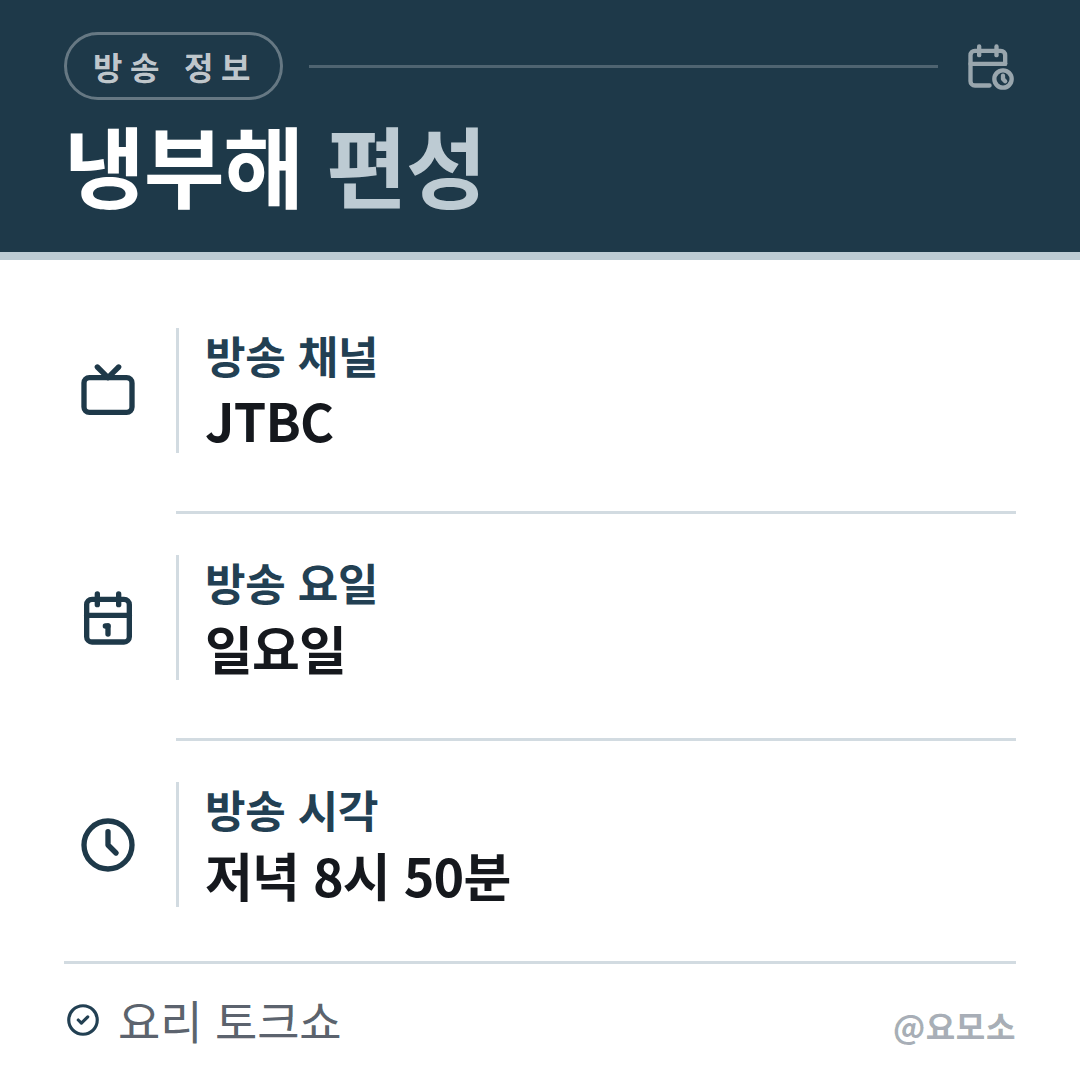 방송 정보
냉부해 편성
방송 채널
JTBC
방송 요일
일요일
방송 시각
저녁 8시 50분
요리 토크쇼
@요모소